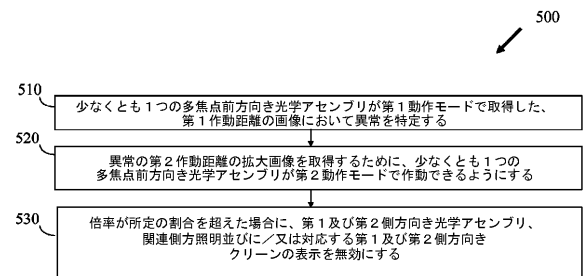 500
510
少なくとも１つの多焦点前方向き光学アセンブリが第１動作モードで取得した、
第１作動距離の画像において異常を特定する
520
異常の第２作動距離の拡大画像を取得するために、少なくとも１つの
多焦点前方向き光学アセンブリが第２動作モードで作動できるようにする
530
倍率が所定の割合を超えた場合に、第１及び第２側方向き光学アセンブリ、
関連側方照明並びに／又は対応する第１及び第２側方向き
クリーンの表示を無効にする